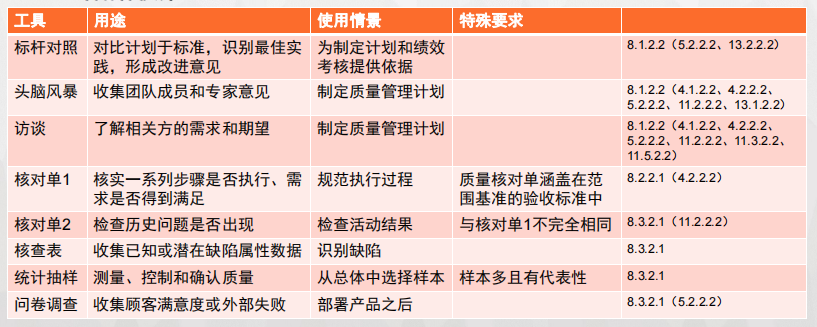 工具 用途 使用情景 特殊要求
标杆对照 对比计划于标准，识别最佳实践，形成改进意见 为制定计划和绩效考核提供依据 8.1.2.2（5.2.2.2、13.2.2.2）
头脑风暴 收集团队成员和专家意见 制定质量管理计划 8.1.2.2（4.1.2.2、4.2.2.2、5.2.2.2、11.2.2.2、13.1.2.2）
访谈 了解相关方的需求和期望 制定质量管理计划 8.1.2.2（4.1.2.2、4.2.2.2、5.2.2.2、11.2.2.2、11.3.2.2、11.5.2.2）
核对单1 核实一系列步骤是否执行、需求是否得到满足 规范执行过程 质量核对单涵盖在范围基准的验收标准中 8.2.2.1（4.2.2.2）
核对单2 检查历史问题是否出现 检查活动结果 与核对单1不完全相同 8.3.2.1（11.2.2.2）
核查表 收集已知或潜在缺陷属性数据 识别缺陷 8.3.2.1
统计抽样 测量、控制和确认质量 从总体中选择样本 样本多且有代表性 8.3.2.1
问卷调查 收集顾客满意度或外部失败 部署产品之后 8.3.2.1（5.2.2.2）